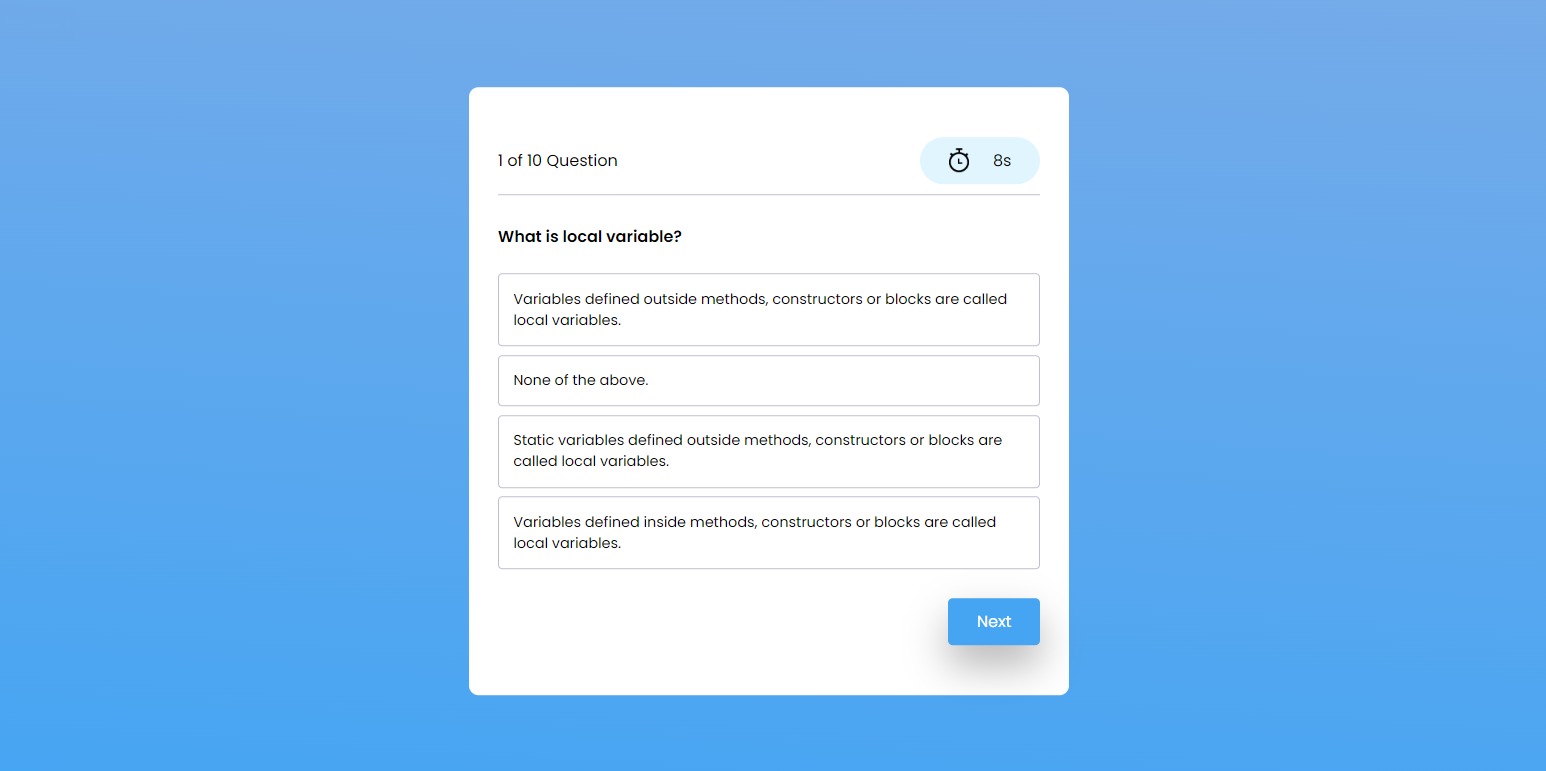 1 of 10 Question
8s
What is local variable?
Variables defined outside methods, constructors or blocks are called
local variables.
None of the above.
Static variables defined outside methods, constructors or blocks are
called local variables.
Variables defined inside methods, constructors or blocks are called
local variables.
Next